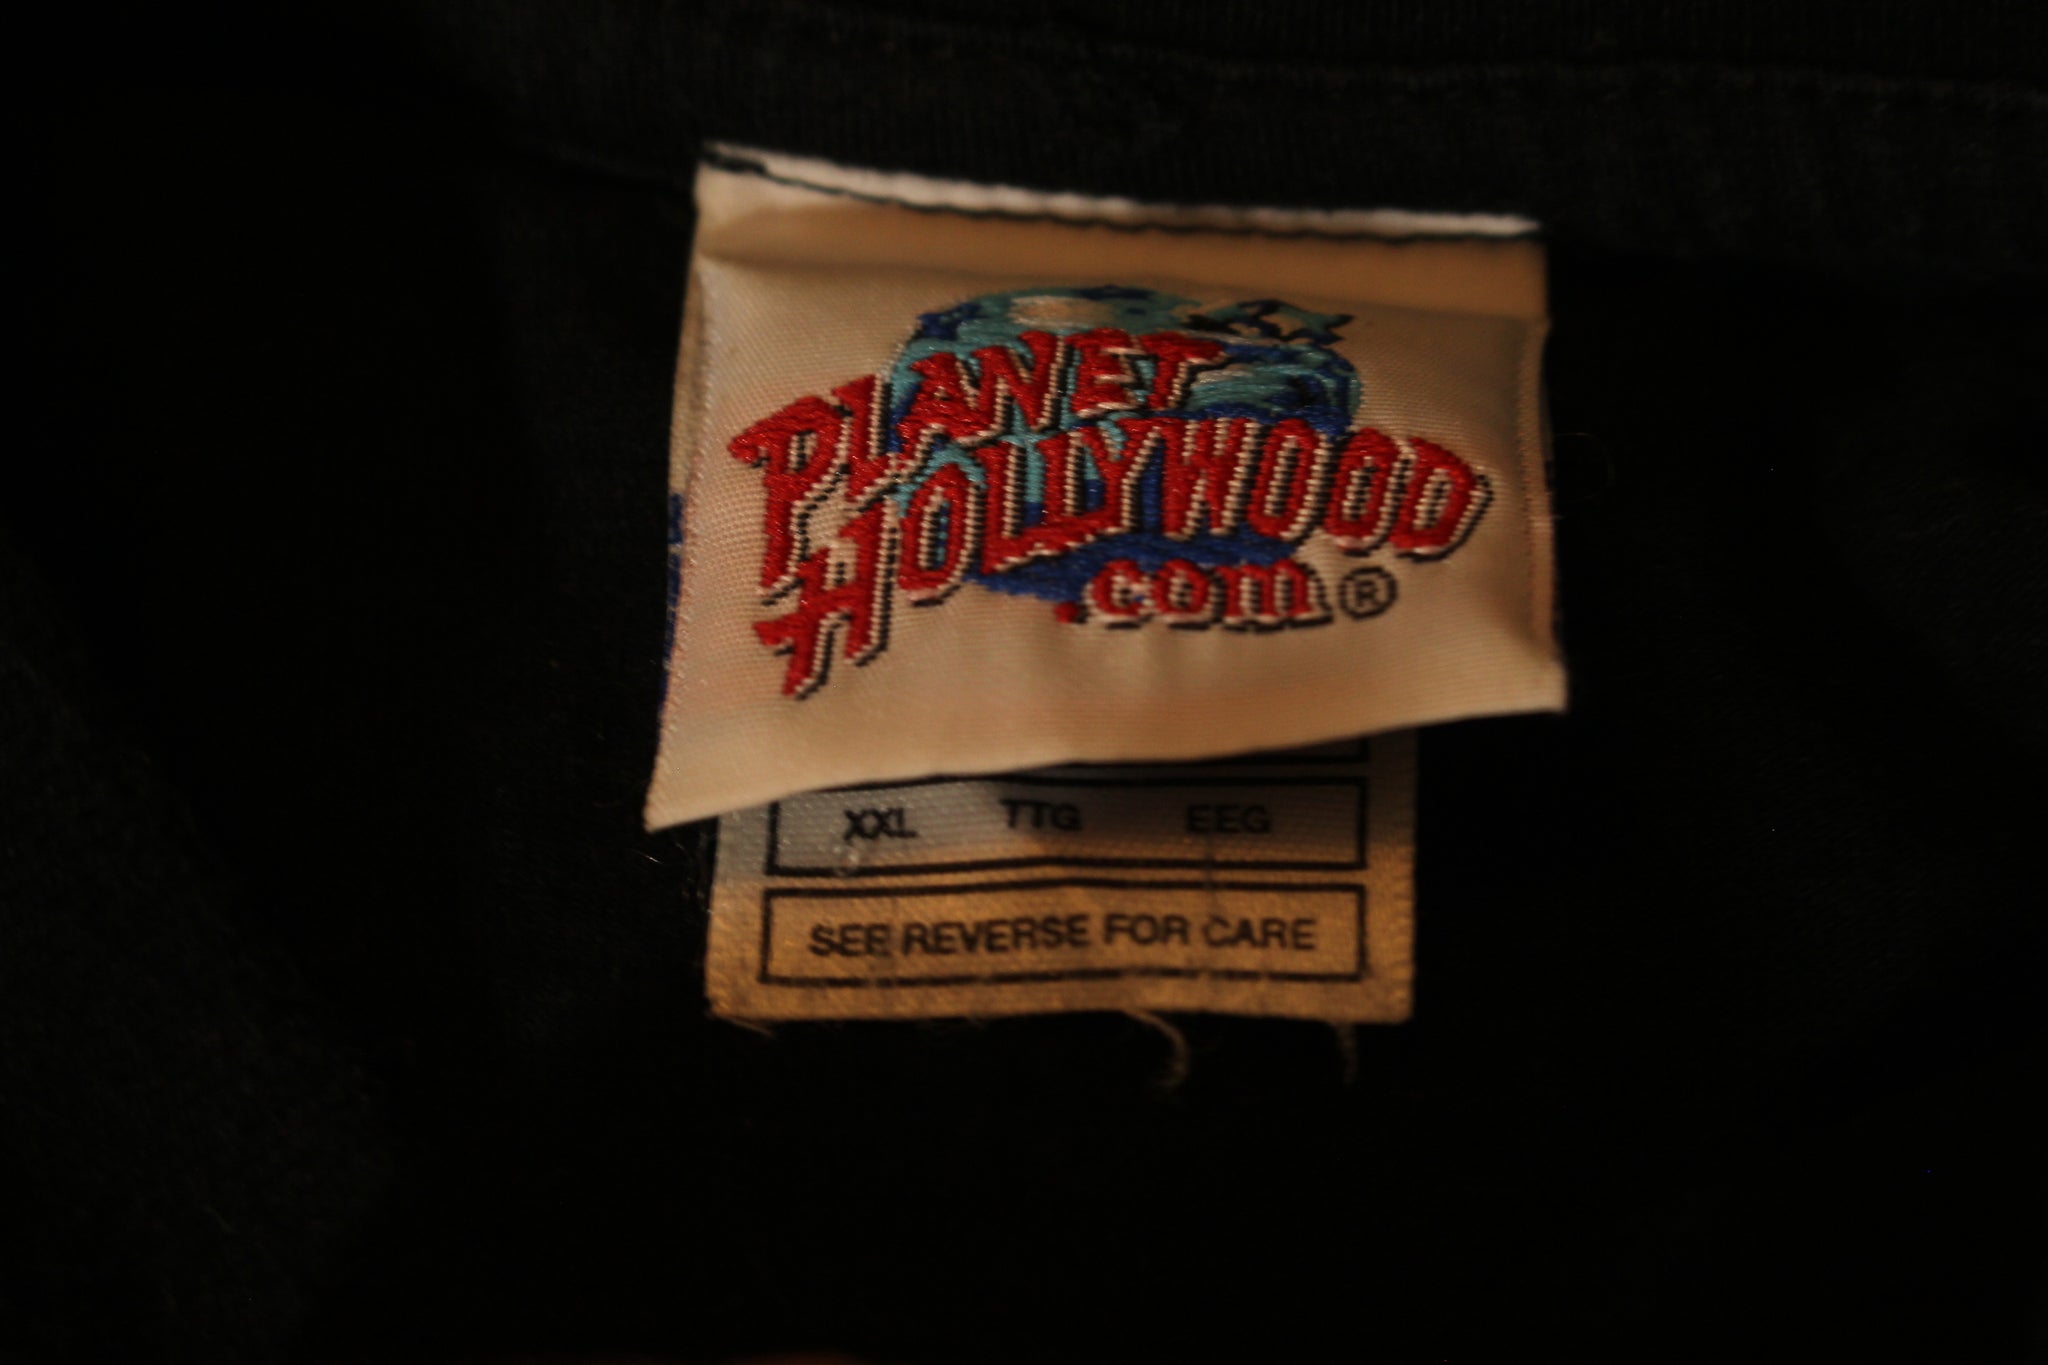 PLANET
HOLLYWOOD
.com®
XXL TTG EEG
SEE REVERSE FOR CARE